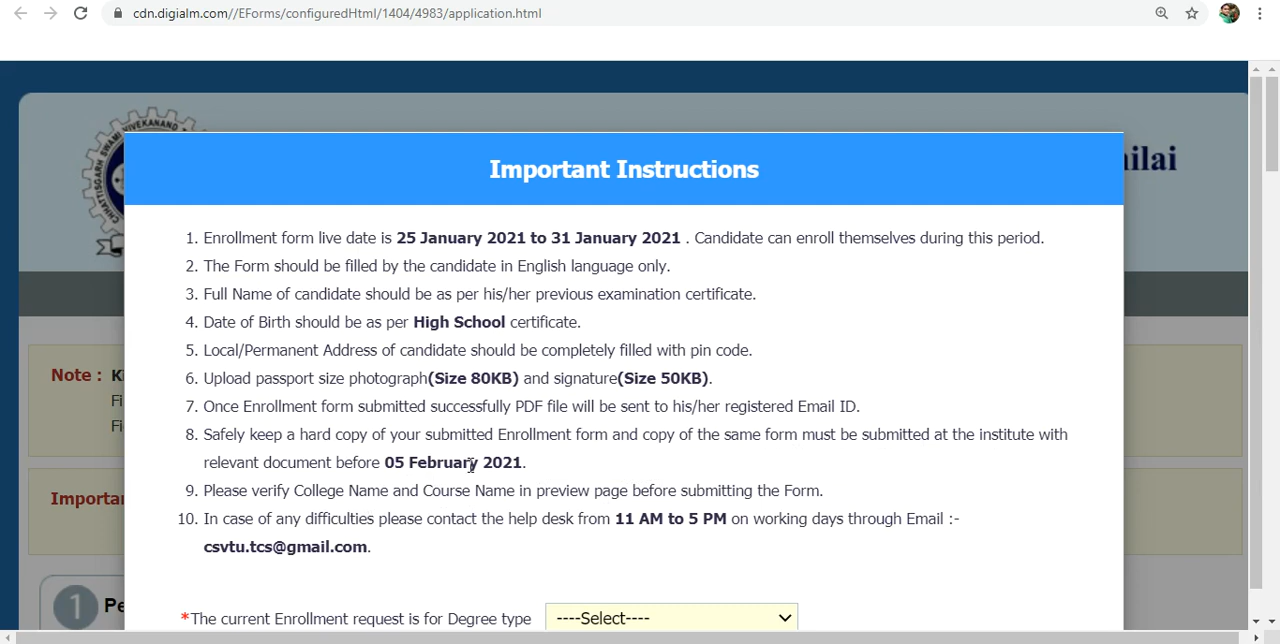 cdn.digialm.com//EForms/configuredHtml/1404/4983/application.html
CHHATTISGARH SWAMI VIVEKANAND
hilai
Important Instructions
1. Enrollment form live date is 25 January 2021 to 31 January 2021 . Candidate can enroll themselves during this period.
2. The Form should be filled by the candidate in English language only.
3. Full Name of candidate should be as per his/her previous examination certificate.
4. Date of Birth should be as per High School certificate.
5. Local/Permanent Address of candidate should be completely filled with pin code.
6. Upload passport size photograph(Size 80KB) and signature(Size 50KB).
7. Once Enrollment form submitted successfully PDF file will be sent to his/her registered Email ID.
8. Safely keep a hard copy of your submitted Enrollment form and copy of the same form must be submitted at the institute with
relevant document before 05 February 2021.
9. Please verify College Name and Course Name in preview page before submitting the Form.
10. In case of any difficulties please contact the help desk from 11 AM to 5 PM on working days through Email :-
csvtu.tcs@gmail.com.
*The current Enrollment request is for Degree type ----Select----
Note : Ki
Fi
Fi
Importan
1 Pe